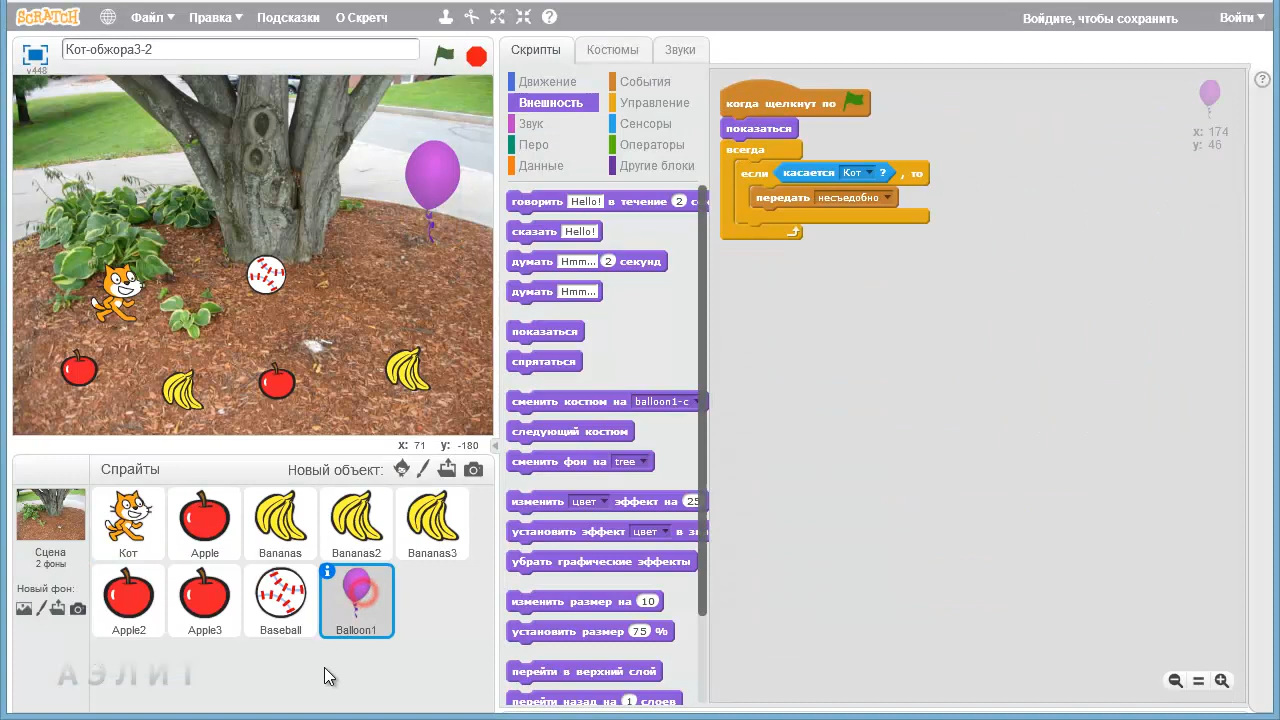 SCRATCH Файл Правка Подсказки О Скретч Войдите, чтобы сохранить Войти
Кот-обжора3-2
v448
x: 71 y: -180
Спрайты Новый объект:
Сцена
2 фоны
Новый фон:
Кот Apple Bananas Bananas2 Bananas3
Apple2 Apple3 Baseball Balloon1
АЭЛИТ
Скрипты Костюмы Звуки
Движение События
Внешность Управление
Звук Сенсоры
Перо Операторы
Данные Другие блоки
говорить Hello! в течение 2 се
сказать Hello!
думать Hmm... 2 секунд
думать Hmm...
показаться
спрятаться
сменить костюм на balloon1-c
следующий костюм
сменить фон на tree
изменить цвет эффект на 25
установить эффект цвет в зн
убрать графические эффекты
изменить размер на 10
установить размер 75 %
перейти в верхний слой
перейти назад на 1 слоев
когда щелкнут по
показаться
всегда
если касается Кот ? , то
передать несъедобно
x: 174
y: 46